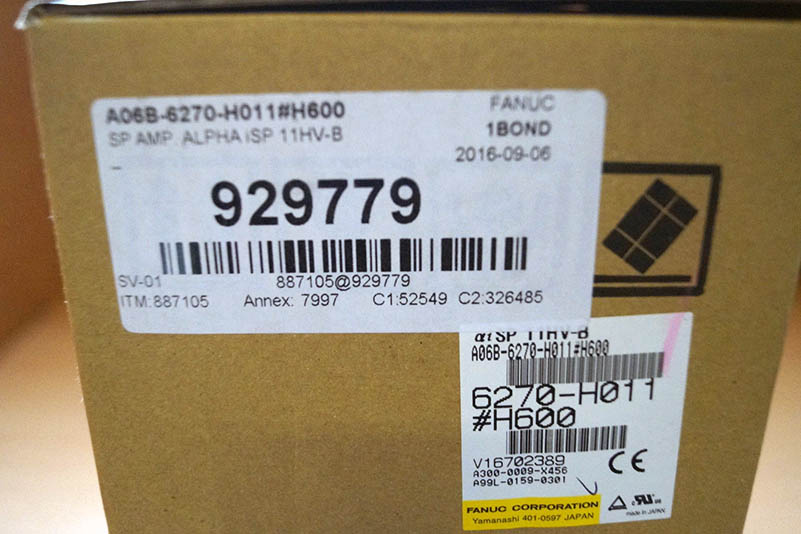 A06B-6270-H011#H600
SP AMP. ALPHA iSP 11HV-B
FANUC
1BOND
2016-09-06
929779
SV-01
887105@929779
ITM:887105 Annex: 7997 C1:52549 C2:326485
αiSP 11HV-B
A06B-6270-H011#H600
6270-H011
#H600
V16702389
A300-0009-X456
A99L-0159-0301
CE
FANUC CORPORATION
Yamanashi 401-0597 JAPAN
c UR us
made in JAPAN